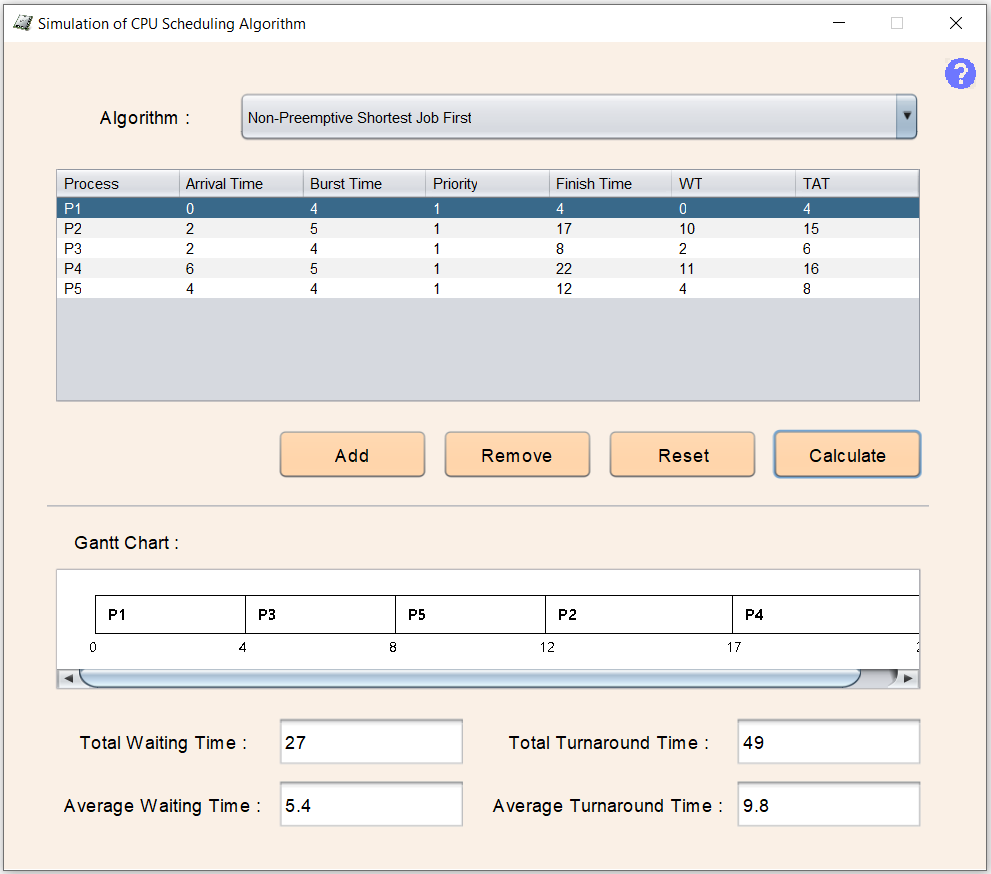 Simulation of CPU Scheduling Algorithm
?
Algorithm : Non-Preemptive Shortest Job First
Process Arrival Time Burst Time Priority Finish Time WT TAT
P1 0 4 1 4 0 4
P2 2 5 1 17 10 15
P3 2 4 1 8 2 6
P4 6 5 1 22 11 16
P5 4 4 1 12 4 8
Add Remove Reset Calculate
Gantt Chart :
P1 P3 P5 P2 P4
0 4 8 12 17
Total Waiting Time : 27 Total Turnaround Time : 49
Average Waiting Time : 5.4 Average Turnaround Time : 9.8